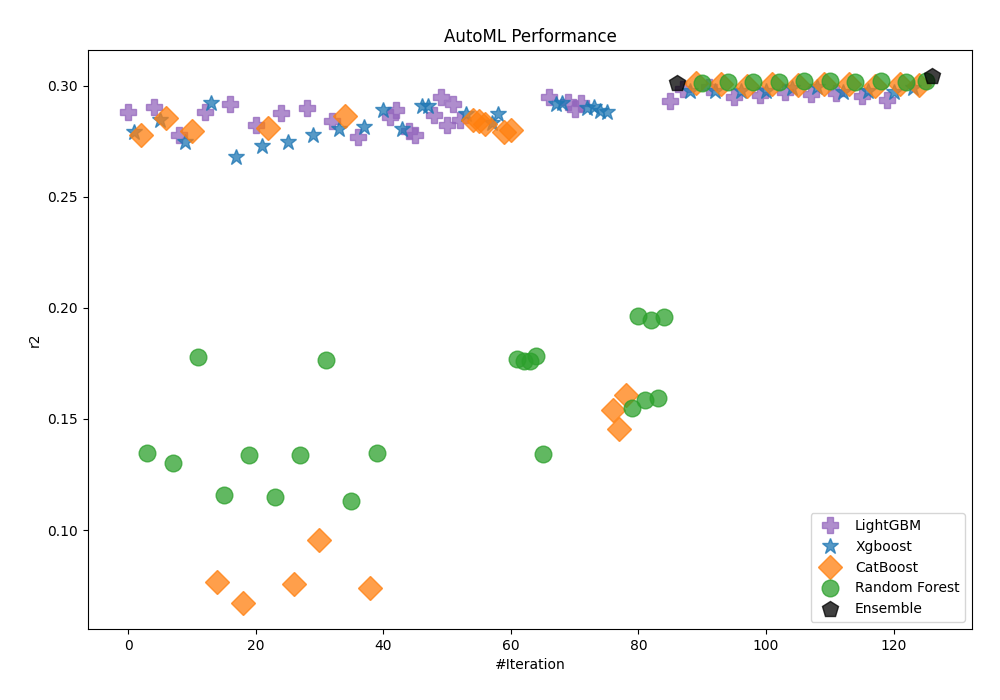 AutoML Performance
0.30
0.25
0.20
0.15
0.10
r2
0 20 40 60 80 100 120
#Iteration
LightGBM
Xgboost
CatBoost
Random Forest
Ensemble